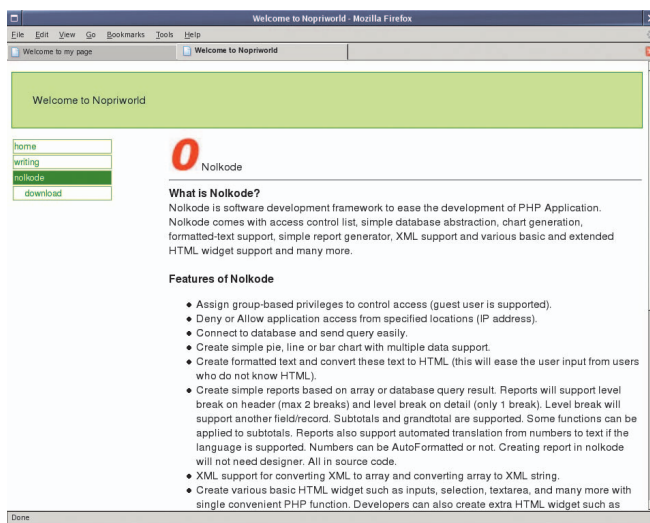 Welcome to Nopriworld - Mozilla Firefox
File Edit View Go Bookmarks Tools Help
Welcome to my page
Welcome to Nopriworld
Welcome to Nopriworld
home
writing
nolkode
download
0 Nolkode
What is Nolkode?
Nolkode is software development framework to ease the development of PHP Application.
Nolkode comes with access control list, simple database abstraction, chart generation,
formatted-text support, simple report generator, XML support and various basic and extended
HTML widget support and many more.
Features of Nolkode
● Assign group-based privileges to control access (guest user is supported).
● Deny or Allow application access from specified locations (IP address).
● Connect to database and send query easily.
● Create simple pie, line or bar chart with multiple data support.
● Create formatted text and convert these text to HTML (this will ease the user input from users
who do not know HTML).
● Create simple reports based on array or database query result. Reports will support level
break on header (max 2 breaks) and level break on detail (only 1 break). Level break will
support another field/record. Subtotals and grandtotal are supported. Some functions can be
applied to subtotals. Reports also support automated translation from numbers to text if the
language is supported. Numbers can be AutoFormatted or not. Creating report in nolkode
will not need designer. All in source code.
● XML support for converting XML to array and converting array to XML string.
● Create various basic HTML widget such as inputs, selection, textarea, and many more with
single convenient PHP function. Developers can also create extra HTML widget such as
Done